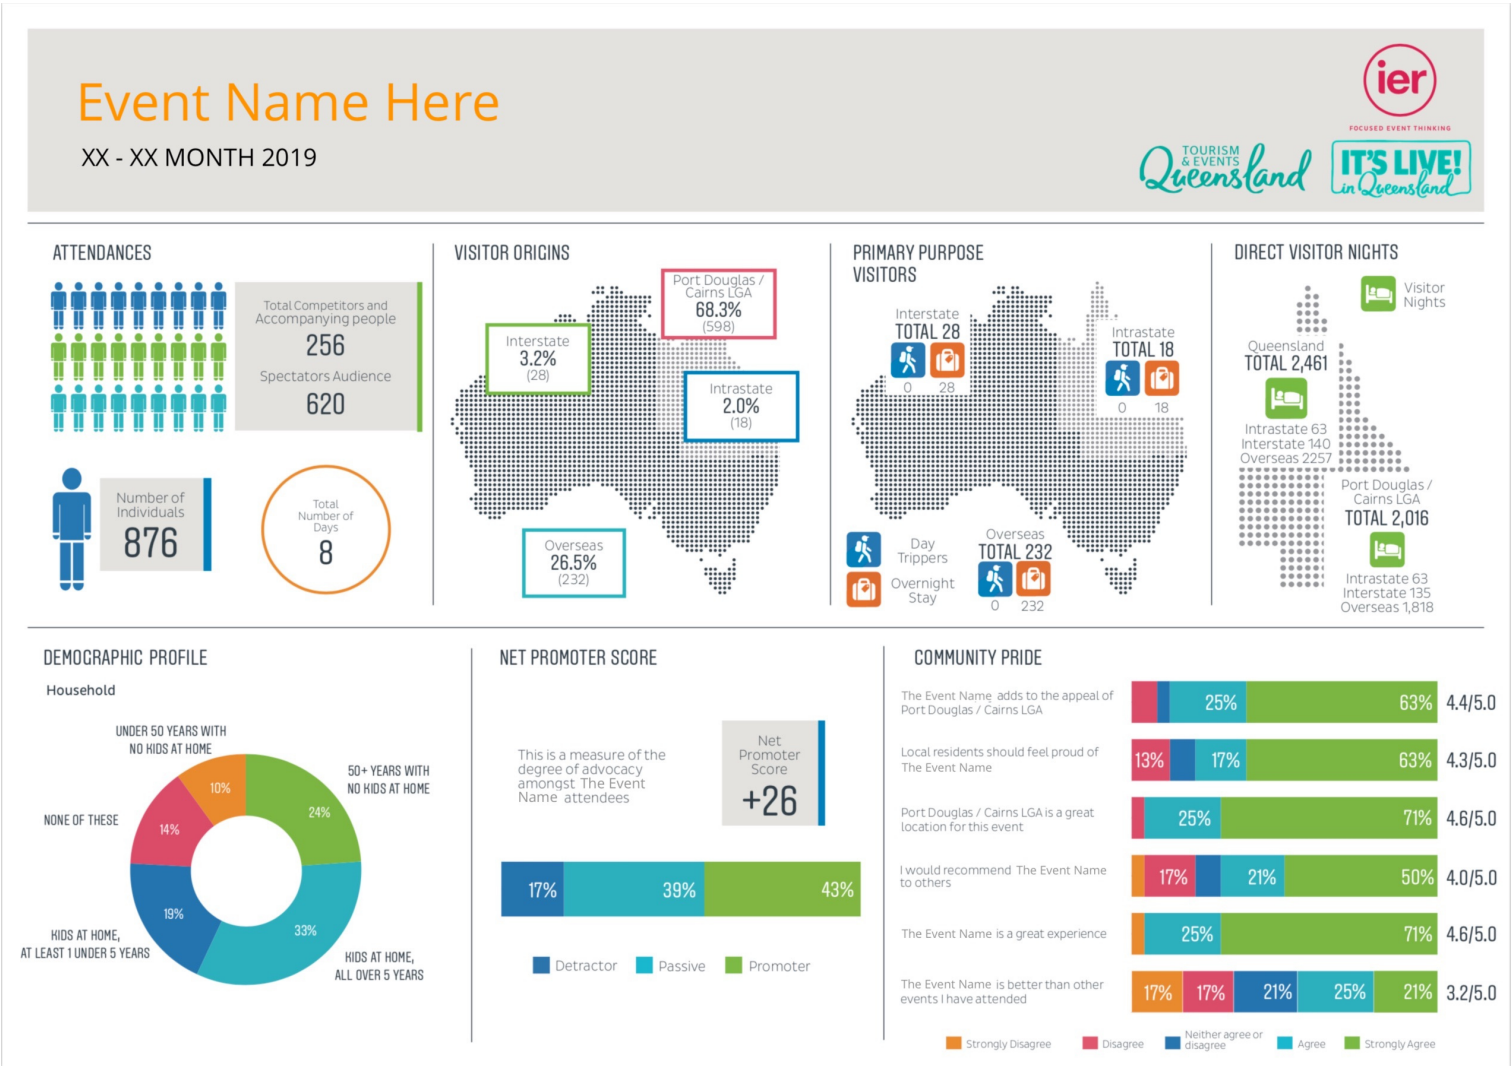 Event Name Here
XX - XX MONTH 2019
ier
FOCUSED EVENT THINKING
TOURISM
& EVENTS
Queensland
IT'S LIVE!
in Queensland
ATTENDANCES
Total Competitors and
Accompanying people
256
Spectators Audience
620
Number of
Individuals
876
Total
Number of
Days
8
VISITOR ORIGINS
Port Douglas /
Cairns LGA
68.3%
(598)
Interstate
3.2%
(28)
Intrastate
2.0%
(18)
Overseas
26.5%
(232)
PRIMARY PURPOSE
VISITORS
Interstate
TOTAL 28
0 28
Intrastate
TOTAL 18
0 18
Day
Trippers
Overnight
Stay
Overseas
TOTAL 232
0 232
DIRECT VISITOR NIGHTS
Visitor
Nights
Queensland
TOTAL 2,461
Intrastate 63
Interstate 140
Overseas 2257
Port Douglas /
Cairns LGA
TOTAL 2,016
Intrastate 63
Interstate 135
Overseas 1,818
DEMOGRAPHIC PROFILE
Household
UNDER 50 YEARS WITH
NO KIDS AT HOME
10%
50+ YEARS WITH
NO KIDS AT HOME
24%
NONE OF THESE
14%
19%
KIDS AT HOME,
AT LEAST 1 UNDER 5 YEARS
33%
KIDS AT HOME,
ALL OVER 5 YEARS
NET PROMOTER SCORE
This is a measure of the
degree of advocacy
amongst The Event
Name attendees
Net
Promoter
Score
+26
17% 39% 43%
Detractor Passive Promoter
COMMUNITY PRIDE
The Event Name adds to the appeal of
Port Douglas / Cairns LGA
25% 63% 4.4/5.0
Local residents should feel proud of
The Event Name
13% 17% 63% 4.3/5.0
Port Douglas / Cairns LGA is a great
location for this event
25% 71% 4.6/5.0
I would recommend The Event Name
to others
17% 21% 50% 4.0/5.0
The Event Name is a great experience
25% 71% 4.6/5.0
The Event Name is better than other
events I have attended
17% 17% 21% 25% 21% 3.2/5.0
Strongly Disagree
Disagree
Neither agree or
disagree
Agree
Strongly Agree